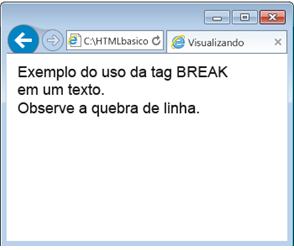 C:\HTMLbasico
Visualizando
Exemplo do uso da tag BREAK
em um texto.
Observe a quebra de linha.